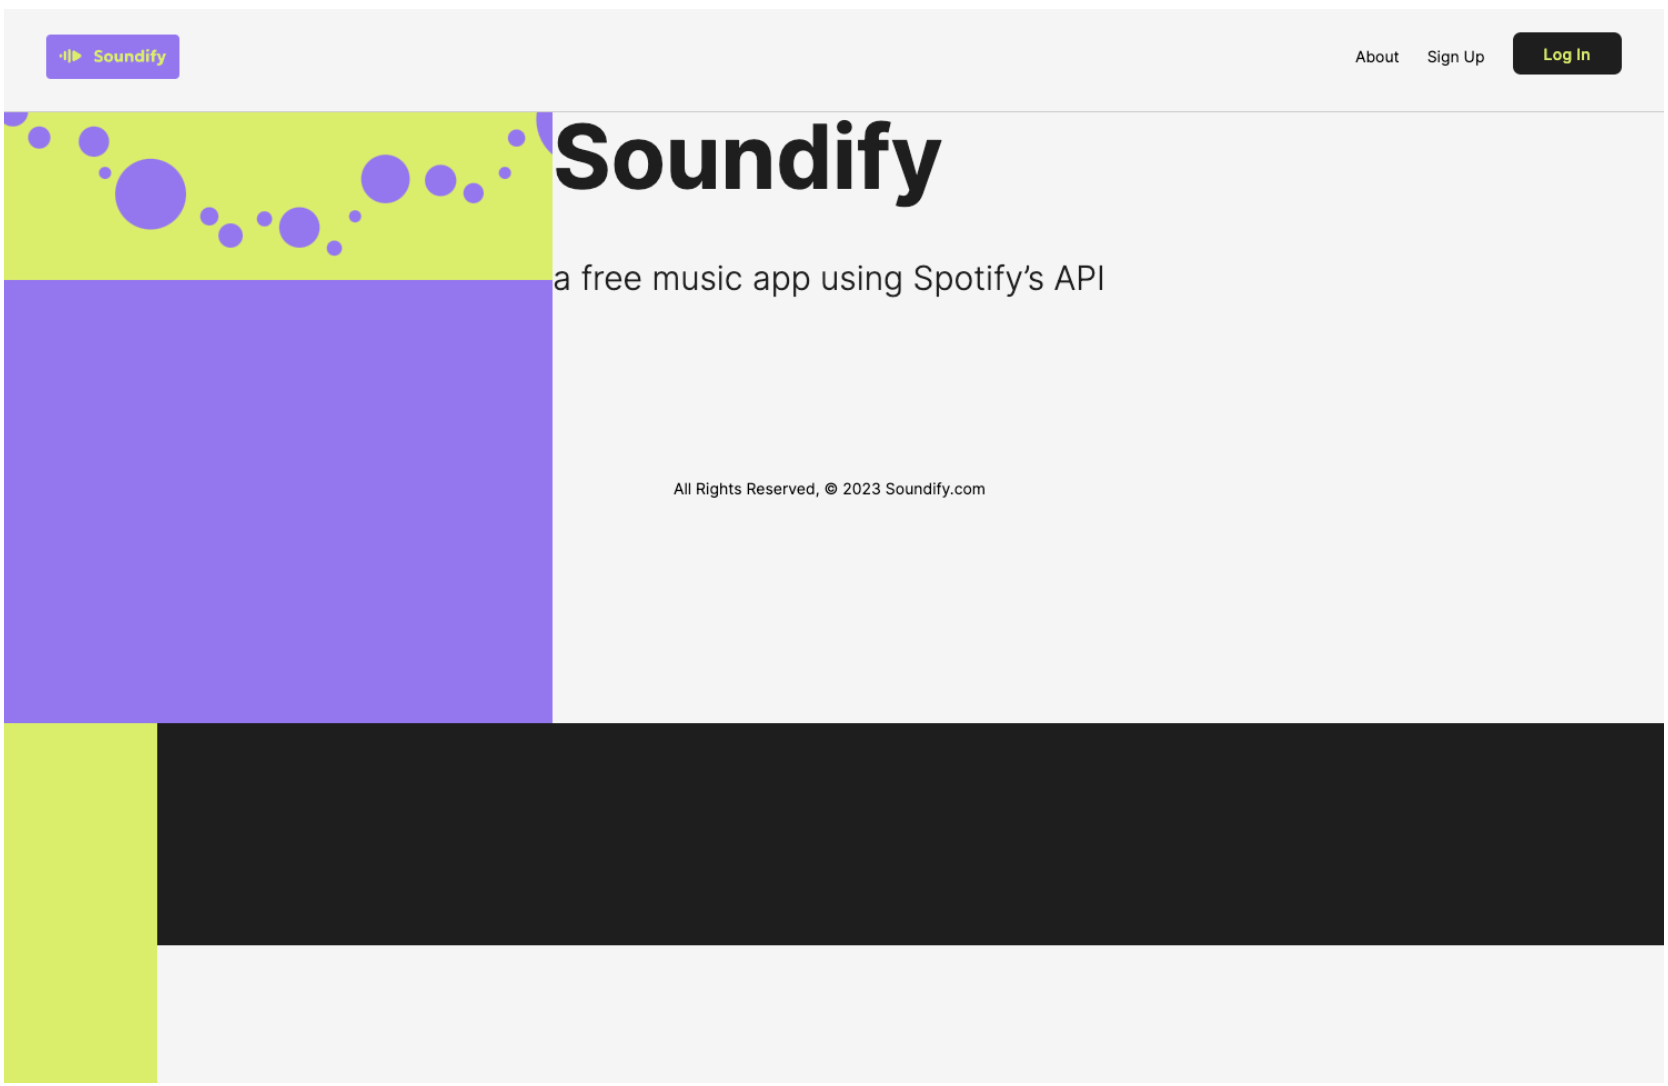 Soundify
About
Sign Up
Log In
Soundify
a free music app using Spotify’s API
All Rights Reserved, © 2023 Soundify.com